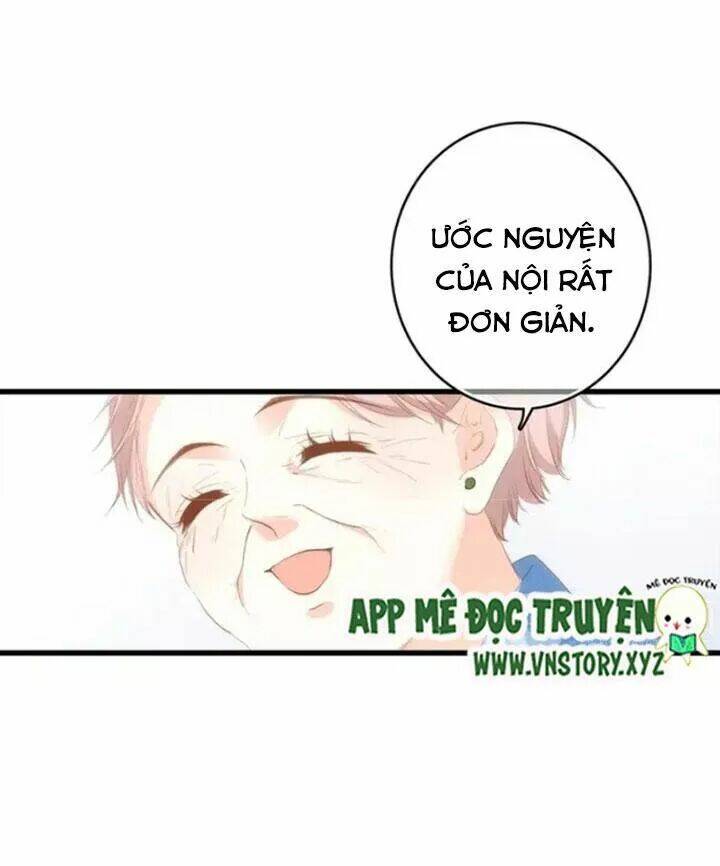 ƯỚC NGUYỆN
CỦA NỘI RẤT
ĐƠN GIẢN.
MÊ ĐỌC TRUYỆN
APP MÊ ĐỌC TRUYỆN
WWW.VNSTORY.XYZ